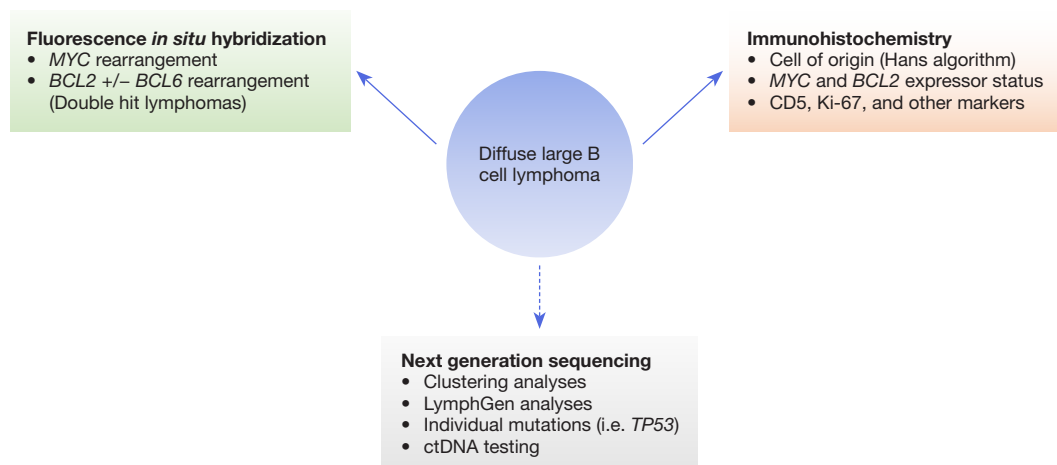 Fluorescence in situ hybridization
• MYC rearrangement
• BCL2 +/− BCL6 rearrangement
(Double hit lymphomas)
Immunohistochemistry
• Cell of origin (Hans algorithm)
• MYC and BCL2 expressor status
• CD5, Ki-67, and other markers
Diffuse large B
cell lymphoma
Next generation sequencing
• Clustering analyses
• LymphGen analyses
• Individual mutations (i.e. TP53)
• ctDNA testing